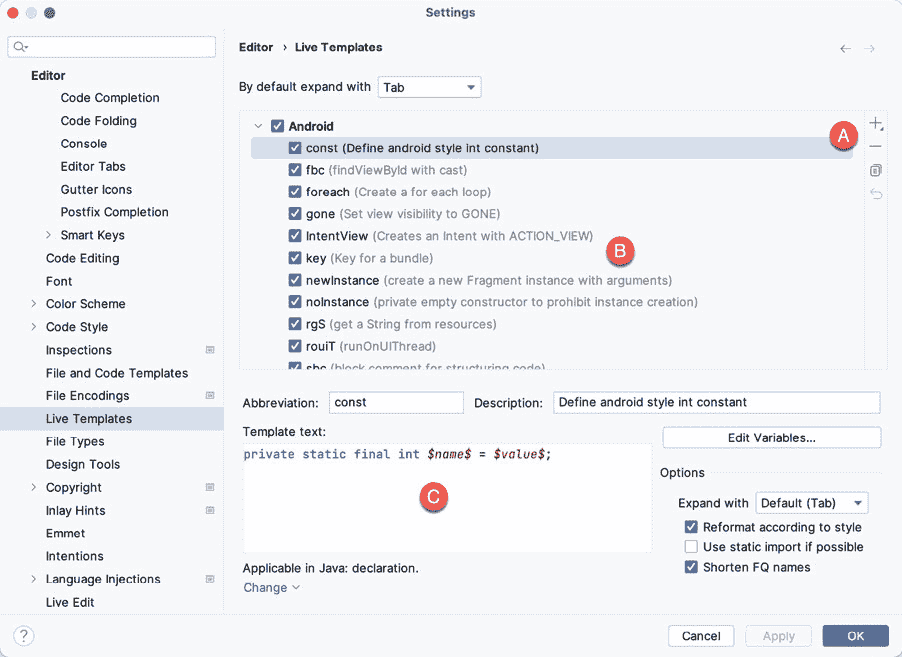 Settings
Editor › Live Templates
By default expand with Tab
Editor
Code Completion
Code Folding
Console
Editor Tabs
Gutter Icons
Postfix Completion
Smart Keys
Code Editing
Font
Color Scheme
Code Style
Inspections
File and Code Templates
File Encodings
Live Templates
File Types
Design Tools
Copyright
Inlay Hints
Emmet
Intentions
Language Injections
Live Edit
Android
const (Define android style int constant)
fbc (findViewById with cast)
foreach (Create a for each loop)
gone (Set view visibility to GONE)
IntentView (Creates an Intent with ACTION_VIEW)
key (Key for a bundle)
newInstance (create a new Fragment instance with arguments)
noInstance (private empty constructor to prohibit instance creation)
rgS (get a String from resources)
rouiT (runOnUIThread)
sbc (block comment for structuring code)
A
B
Abbreviation: const Description: Define android style int constant
Template text:
private static final int $name$ = $value$;
C
Applicable in Java: declaration.
Change
Edit Variables...
Options
Expand with Default (Tab)
Reformat according to style
Use static import if possible
Shorten FQ names
?
Cancel Apply OK